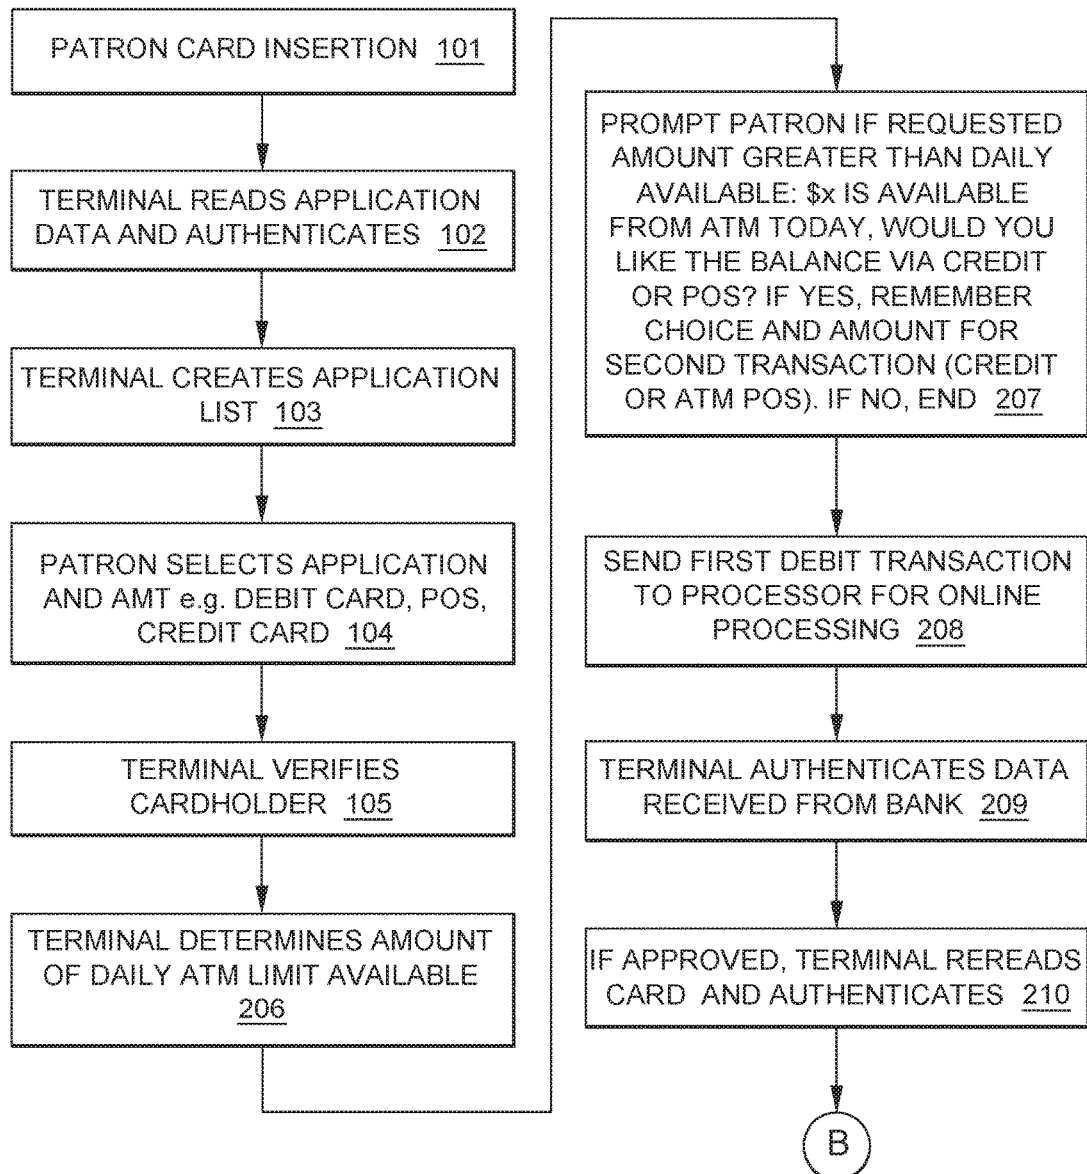 PATRON CARD INSERTION 101
TERMINAL READS APPLICATION
DATA AND AUTHENTICATES 102
TERMINAL CREATES APPLICATION
LIST 103
PATRON SELECTS APPLICATION
AND AMT e.g. DEBIT CARD, POS,
CREDIT CARD 104
TERMINAL VERIFIES
CARDHOLDER 105
TERMINAL DETERMINES AMOUNT
OF DAILY ATM LIMIT AVAILABLE
206
PROMPT PATRON IF REQUESTED
AMOUNT GREATER THAN DAILY
AVAILABLE: $x IS AVAILABLE
FROM ATM TODAY, WOULD YOU
LIKE THE BALANCE VIA CREDIT
OR POS? IF YES, REMEMBER
CHOICE AND AMOUNT FOR
SECOND TRANSACTION (CREDIT
OR ATM POS). IF NO, END 207
SEND FIRST DEBIT TRANSACTION
TO PROCESSOR FOR ONLINE
PROCESSING 208
TERMINAL AUTHENTICATES DATA
RECEIVED FROM BANK 209
IF APPROVED, TERMINAL REREADS
CARD AND AUTHENTICATES 210
B